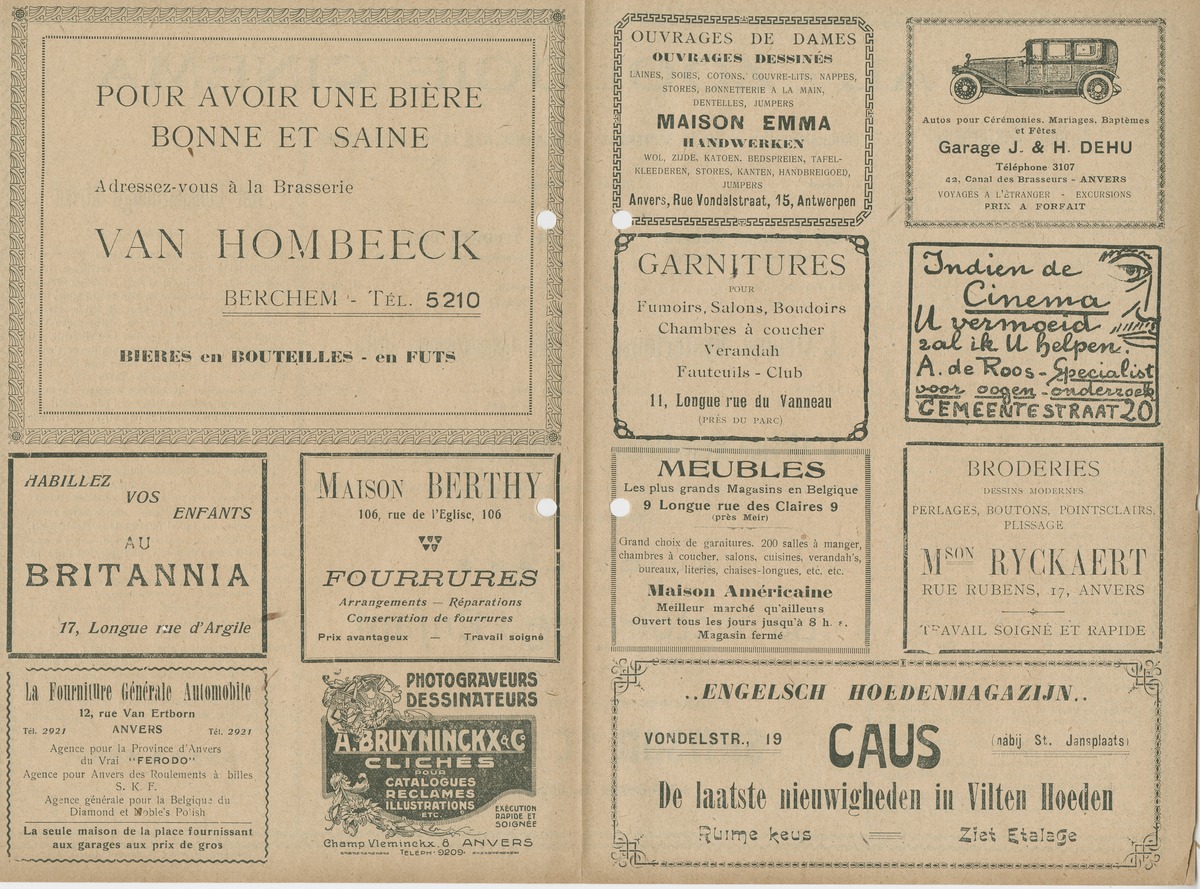 POUR AVOIR UNE BIÈRE
BONNE ET SAINE
Adressez-vous à la Brasserie
VAN HOMBEECK
BERCHEM - TÉL. 5210
BIERES en BOUTEILLES - en FUTS
HABILLEZ
VOS
ENFANTS
AU
BRITANNIA
17, Longue rue d'Argile
MAISON BERTHY
106, rue de l'Eglise, 106
FOURRURES
Arrangements — Réparations
Conservation de fourrures
Prix avantageux — Travail soigné
La Fourniture Générale Automobile
12, rue Van Ertborn
Tél. 2921 ANVERS Tél. 2921
Agence pour la Province d'Anvers
du Vrai "FERODO"
Agence pour Anvers des Roulements à billes
S. K. F.
Agence générale pour la Belgique du
Diamond et Noble's Polish
La seule maison de la place fournissant
aux garages aux prix de gros
PHOTOGRAVEURS
DESSINATEURS
A. BRUYNINCKX & Co
CLICHÉS
POUR
CATALOGUES
RECLAMES
ILLUSTRATIONS
ETC.
EXÉCUTION
RAPIDE ET
SOIGNÉE
Champ Vleminckx, 8 ANVERS
TÉLÉPH. 9209
OUVRAGES DE DAMES
OUVRAGES DESSINÉS
LAINES, SOIES, COTONS, COUVRE-LITS, NAPPES,
STORES, BONNETTERIE A LA MAIN,
DENTELLES, JUMPERS
MAISON EMMA
HANDWERKEN
WOL, ZIJDE, KATOEN, BEDSPREIEN, TAFEL-
KLEEDEREN, STORES, KANTEN, HANDBREIGOED,
JUMPERS
Anvers, Rue Vondelstraat, 15, Antwerpen
Autos pour Cérémonies, Mariages, Baptèmes
et Fêtes
Garage J. & H. DEHU
Téléphone 3107
42, Canal des Brasseurs - ANVERS
VOYAGES A L'ÉTRANGER - EXCURSIONS
PRIX A FORFAIT
GARNITURES
POUR
Fumoirs, Salons, Boudoirs
Chambres à coucher
Verandah
Fauteuils - Club
11, Longue rue du Vanneau
(PRÈS DU PARC)
Indien de
Cinema
U vermoeid
zal ik U helpen.
A. de Roos - Specialist
voor oogen-onderzoek
GEMEENTESTRAAT 20
MEUBLES
Les plus grands Magasins en Belgique
9 Longue rue des Claires 9
(près Meir)
Grand choix de garnitures. 200 salles à manger,
chambres à coucher, salons, cuisines, verandah's,
bureaux, literies, chaises-longues, etc. etc.
Maison Américaine
Meilleur marché qu'ailleurs
Ouvert tous les jours jusqu'à 8 h. s.
Magasin fermé
BRODERIES
DESSINS MODERNES
PERLAGES, BOUTONS, POINTSCLAIRS,
PLISSAGE
MSON RYCKAERT
RUE RUBENS, 17, ANVERS
TRAVAIL SOIGNÉ ET RAPIDE
..ENGELSCH HOEDENMAGAZIJN..
VONDELSTR., 19 CAUS (nabij St. Jansplaats)
De laatste nieuwigheden in Vilten Hoeden
Ruime keus Ziet Etalage